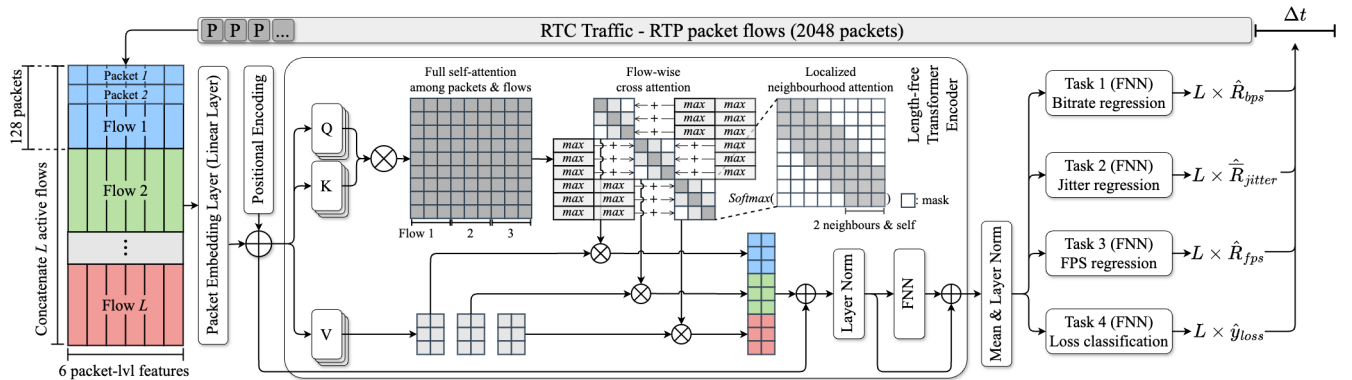 P P P ...
RTC Traffic - RTP packet flows (2048 packets)
Δt
128 packets
Concatenate L active flows
Packet 1
Packet 2
Flow 1
Flow 2
⋮
Flow L
6 packet-lvl features
Packet Embedding Layer (Linear Layer)
Positional Encoding
Q
K
V
Full self-attention
among packets & flows
Flow 1 2 3
Flow-wise
cross attention
← + — max max
← + — max max
← + — max max
max — + → ← + — max
max — + → ← + — max
max — + → ← + — max
max max — + →
max max — + →
max max — + →
Localized
neighbourhood attention
Softmax( )
: mask
2 neighbours & self
Length-free
Transformer
Encoder
Layer Norm
FNN
Mean & Layer Norm
Task 1 (FNN)
Bitrate regression
L × R̂bps
Task 2 (FNN)
Jitter regression
L × R̄̂jitter
Task 3 (FNN)
FPS regression
L × R̂fps
Task 4 (FNN)
Loss classification
L × ŷloss